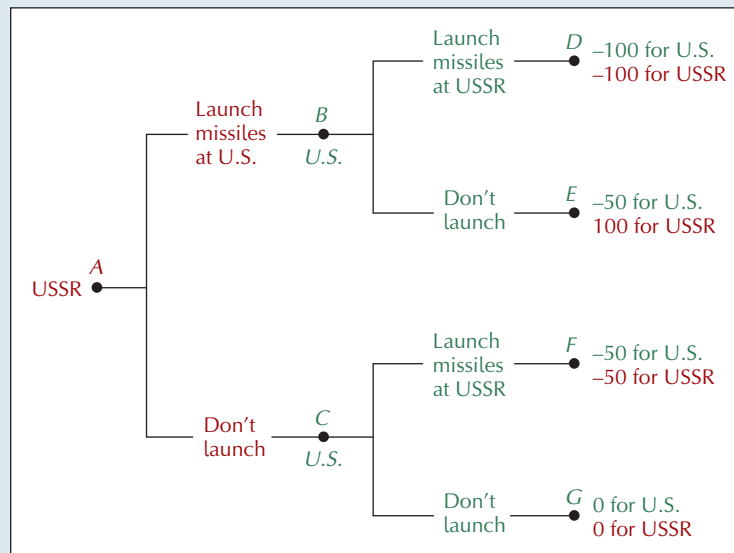 Launch
missiles
at USSR
D
–100 for U.S.
–100 for USSR
Launch
missiles
at U.S.
B
U.S.
Don't
launch
E
–50 for U.S.
100 for USSR
USSR
A
Launch
missiles
at USSR
F
–50 for U.S.
–50 for USSR
Don't
launch
C
U.S.
Don't
launch
G
0 for U.S.
0 for USSR